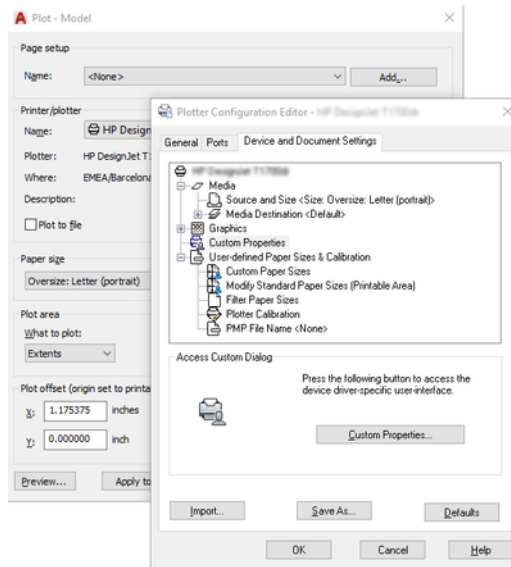 Plot - Model
Page setup
Name:
<None>
Add...
Printer/plotter
Name:
HP Design
Plotter:
HP DesignJet T
Where:
EMEA/Barcelona
Description:
Plot to file
Paper size
Oversize: Letter (portrait)
Plot area
What to plot:
Extents
Plot offset (origin set to printa
X:
1.175375
inches
Y:
0.000000
inch
Preview...
Apply to
Plotter Configuration Editor -
General
Ports
Device and Document Settings
Media
Source and Size <Size: Oversize: Letter (portrait)>
Media Destination <Default>
Graphics
Custom Properties
User-defined Paper Sizes & Calibration
Custom Paper Sizes
Modify Standard Paper Sizes (Printable Area)
Filter Paper Sizes
Plotter Calibration
PMP File Name <None>
Access Custom Dialog
Press the following button to access the
device driver-specific user-interface.
Custom Properties...
Import...
Save As...
Defaults
OK
Cancel
Help